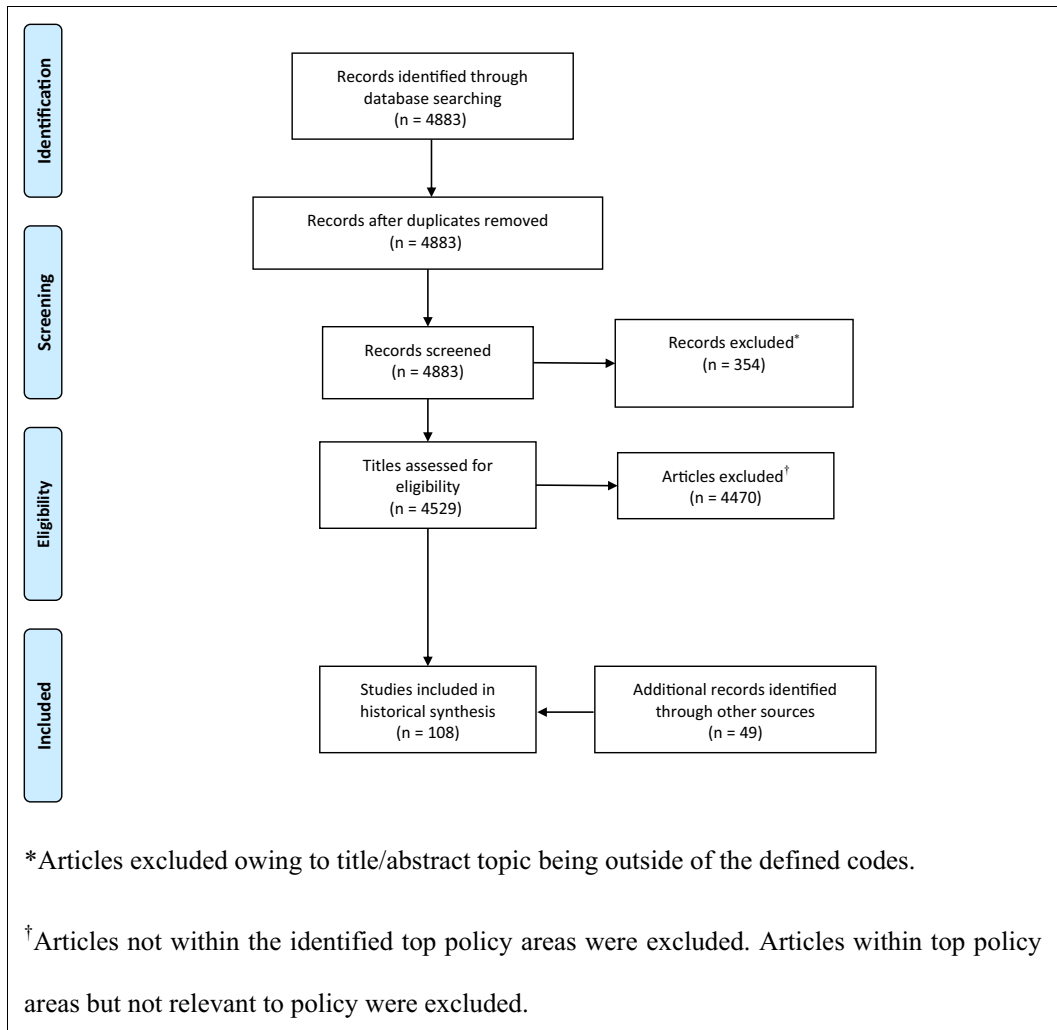 Identification
Records identified through
database searching
(n = 4883)
Records after duplicates removed
(n = 4883)
Screening
Records screened
(n = 4883)
Records excluded*
(n = 354)
Eligibility
Titles assessed for
eligibility
(n = 4529)
Articles excluded†
(n = 4470)
Included
Studies included in
historical synthesis
(n = 108)
Additional records identified
through other sources
(n = 49)
*Articles excluded owing to title/abstract topic being outside of the defined codes.
†Articles not within the identified top policy areas were excluded. Articles within top policy
areas but not relevant to policy were excluded.